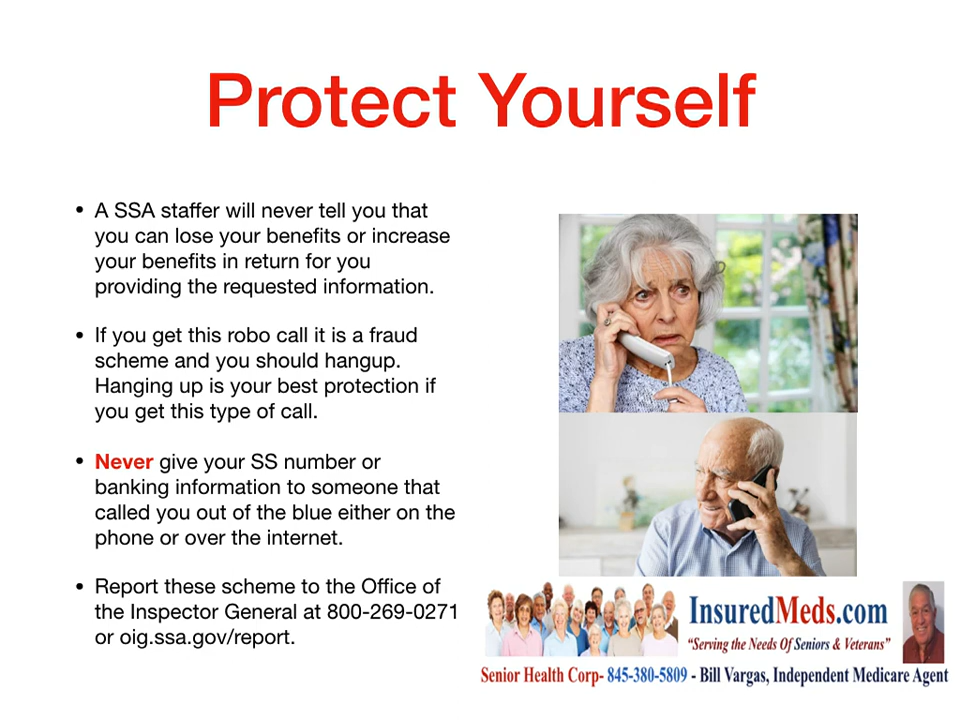 Protect Yourself
• A SSA staffer will never tell you that
you can lose your benefits or increase
your benefits in return for you
providing the requested information.
• If you get this robo call it is a fraud
scheme and you should hangup.
Hanging up is your best protection if
you get this type of call.
• Never give your SS number or
banking information to someone that
called you out of the blue either on the
phone or over the internet.
• Report these scheme to the Office of
the Inspector General at 800-269-0271
or oig.ssa.gov/report.
InsuredMeds.com
“Serving the Needs Of Seniors & Veterans”
Senior Health Corp- 845-380-5809 - Bill Vargas, Independent Medicare Agent